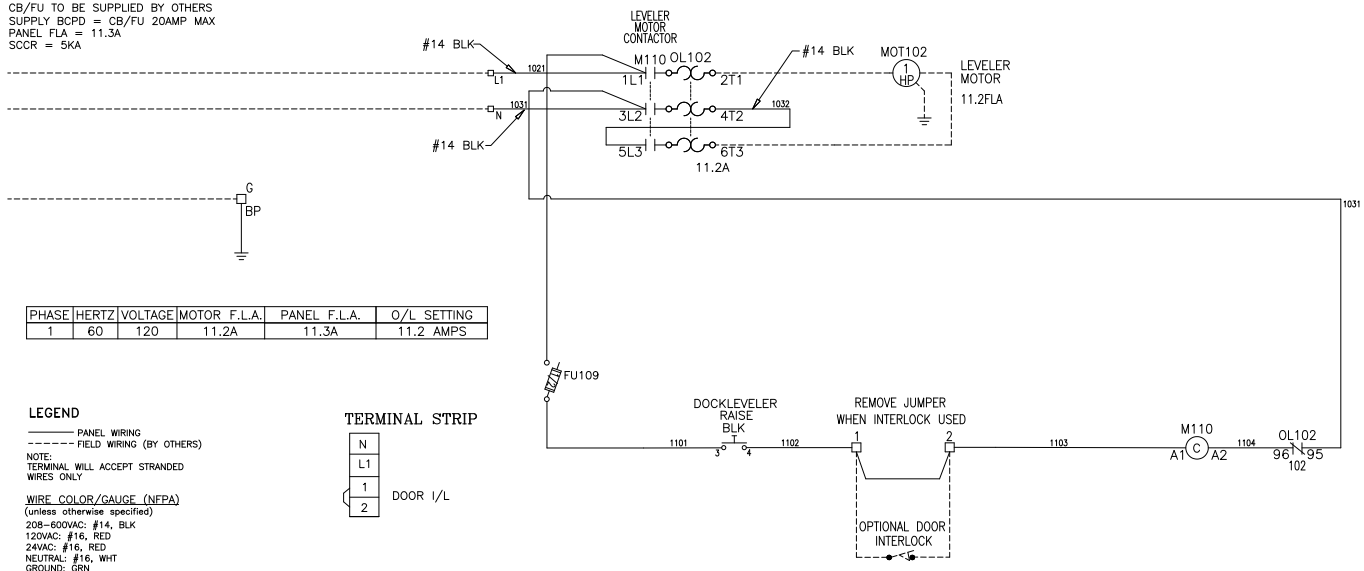 CB/FU TO BE SUPPLIED BY OTHERS
SUPPLY BCPD = CB/FU 20AMP MAX
PANEL FLA = 11.3A
SCCR = 5KA
LEVELER
MOTOR
CONTACTOR
#14 BLK
M110
OL102
#14 BLK
MOT102
L1
1021
1L1
2T1
1
HP
LEVELER
MOTOR
11.2FLA
N
1031
3L2
4T2
1032
#14 BLK
5L3
6T3
11.2A
G
BP
1031
PHASE HERTZ VOLTAGE MOTOR F.L.A. PANEL F.L.A. O/L SETTING
1 60 120 11.2A 11.3A 11.2 AMPS
FU109
LEGEND
PANEL WIRING
FIELD WIRING (BY OTHERS)
NOTE:
TERMINAL WILL ACCEPT STRANDED
WIRES ONLY
WIRE COLOR/GAUGE (NFPA)
(unless otherwise specified)
208-600VAC: #14, BLK
120VAC: #16, RED
24VAC: #16, RED
NEUTRAL: #16, WHT
GROUND: GRN
TERMINAL STRIP
N
L1
1
2
DOOR I/L
DOCKLEVELER
RAISE
BLK
1101
3
4
1102
REMOVE JUMPER
WHEN INTERLOCK USED
1
2
1103
M110
A1
C
A2
1104
OL102
96
95
102
OPTIONAL DOOR
INTERLOCK